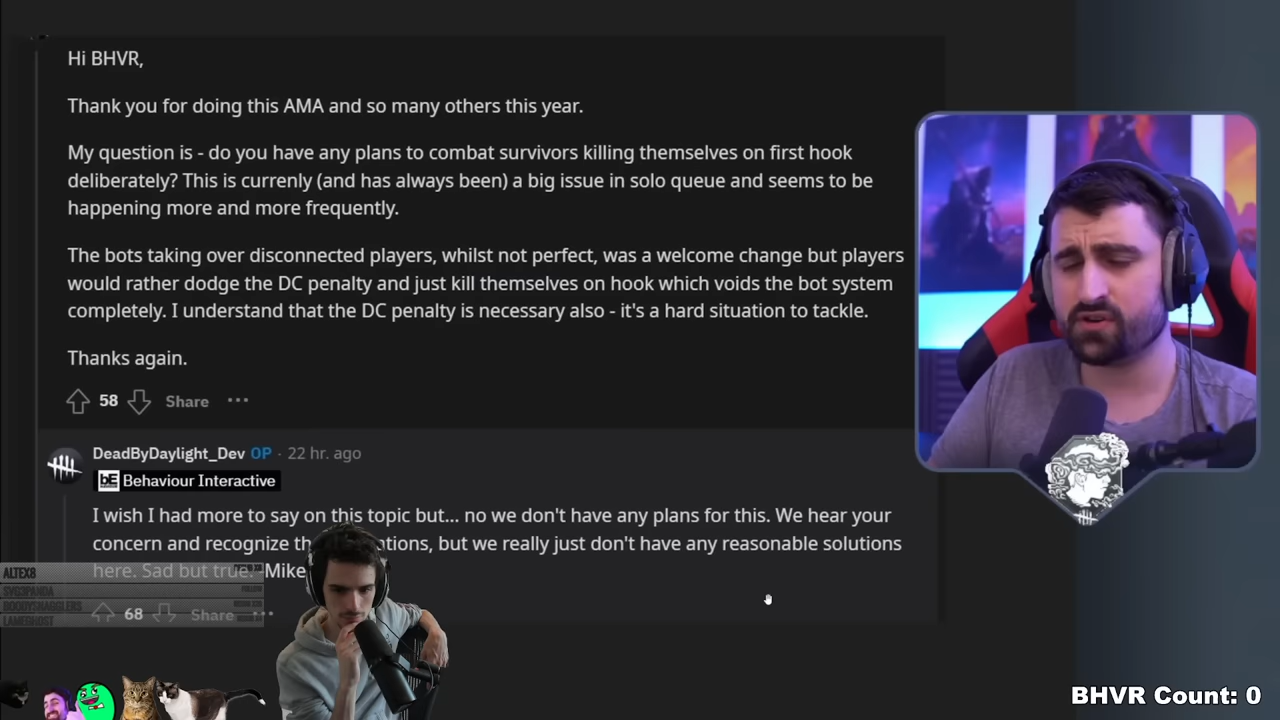 Hi BHVR,
Thank you for doing this AMA and so many others this year.
My question is - do you have any plans to combat survivors killing themselves on first hook
deliberately? This is currenly (and has always been) a big issue in solo queue and seems to be
happening more and more frequently.
The bots taking over disconnected players, whilst not perfect, was a welcome change but players
would rather dodge the DC penalty and just kill themselves on hook which voids the bot system
completely. I understand that the DC penalty is necessary also - it's a hard situation to tackle.
Thanks again.
58 Share ...
DeadByDaylight_Dev OP · 22 hr. ago
bE Behaviour Interactive
I wish I had more to say on this topic but... no we don't have any plans for this. We hear your
concern and recognize ntions, but we really just don't have any reasonable solutions
here. Sad but true. -Mike
ALTEX8
SVG3PANDA
LAMEGHOST
68 Share ...
BHVR Count: 0